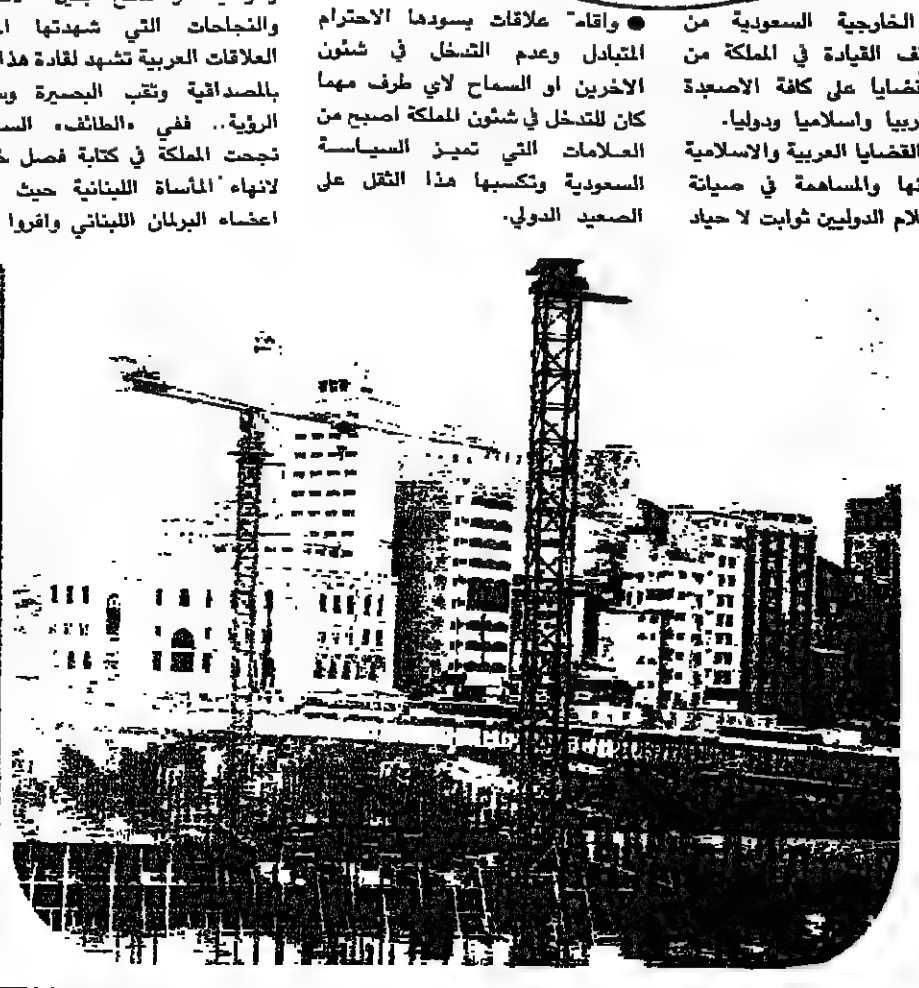 الخارجية السعودية من
ف القيادة في المملكة من
قضايا على كافة الاصعدة
ربيا واسلاميا ودوليا.
القضايا العربية والاسلامية
نها والمساهمة في صيانة
لام الدوليين ثوابت لا حياد
● واقامة علاقات يسودها الاحترام
المتبادل وعدم التدخل في شئون
الاخرين او السماح لاي طرف مهما
كان للتدخل في شئون المملكة اصبح من
العلامات التي تميز السياسة
السعودية وتكسبها هذا الثقل على
الصعيد الدولي.
والنجاحات التي شهدتها
العلاقات العربية تشهد لقادة هذا
بالمصداقية وثقب البصيرة وس
الرؤية.. ففي «الطائف» الس
نجحت المملكة في كتابة فصل خ
لانهاء المأساة اللبنانية حيث
اعضاء البرلمان اللبناني واقروا